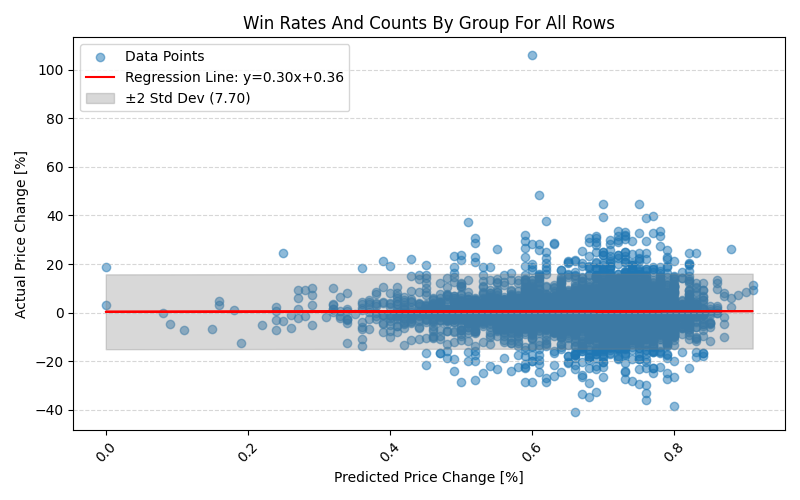 Win Rates And Counts By Group For All Rows
Data Points
Regression Line: y=0.30x+0.36
±2 Std Dev (7.70)
Actual Price Change [%]
100
80
60
40
20
0
−20
−40
0.0
0.2
0.4
0.6
0.8
Predicted Price Change [%]